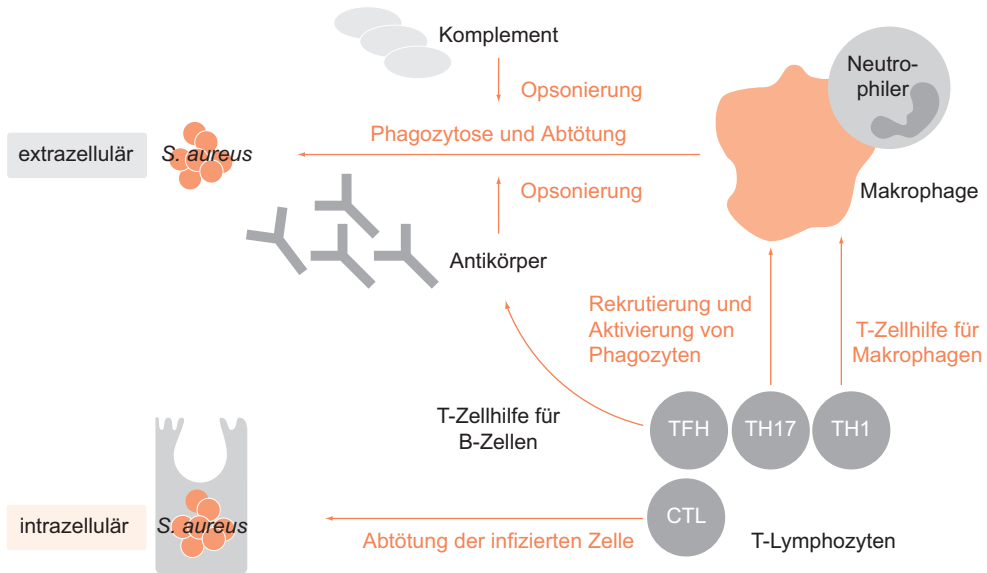 Komplement
Opsonierung
Neutro-
philer
Phagozytose und Abtötung
extrazellulär
S. aureus
Opsonierung
Makrophage
Antikörper
Rekrutierung und
Aktivierung von
Phagozyten
T-Zellhilfe für
Makrophagen
T-Zellhilfe für
B-Zellen
TFH
TH17
TH1
CTL
T-Lymphozyten
intrazellulär
S. aureus
Abtötung der infizierten Zelle